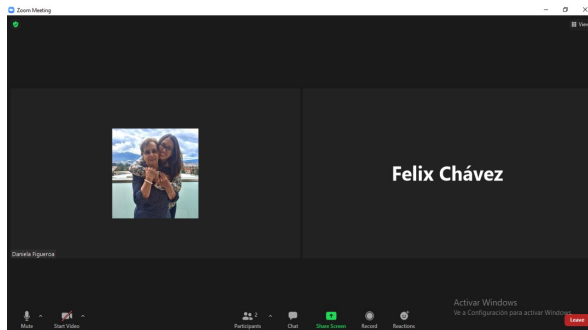 Zoom Meeting
View
Felix Chávez
Daniela Figueroa
Activar Windows
Ve a Configuración para activar Windows.
Mute
Start Video
2
Participants
Chat
Share Screen
Record
Reactions
Leave